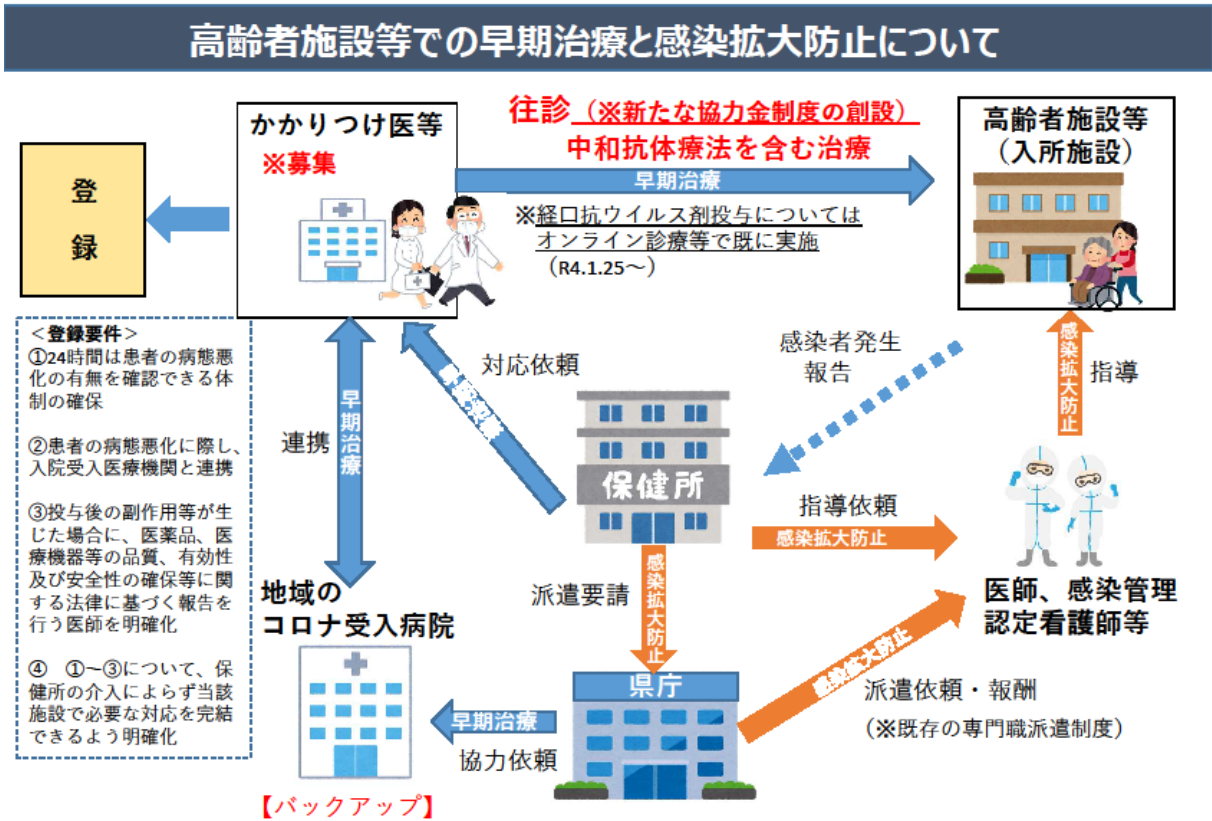 高齢者施設等での早期治療と感染拡大防止について
登
録
かかりつけ医等
※募集
往診（※新たな協力金制度の創設）
中和抗体療法を含む治療
早期治療
※経口抗ウイルス剤投与については
オンライン診療等で既に実施
（R4.1.25～）
高齢者施設等
（入所施設）
＜登録要件＞
①24時間は患者の病態悪
化の有無を確認できる体
制の確保
②患者の病態悪化に際し、
入院受入医療機関と連携
③投与後の副作用等が生
じた場合に、医薬品、医
療機器等の品質、有効性
及び安全性の確保等に関
する法律に基づく報告を
行う医師を明確化
④　①～③について、保
健所の介入によらず当該
施設で必要な対応を完結
できるよう明確化
連携
早期治療
早期治療
対応依頼
感染者発生
報告
感染拡大防止
指導
保健所
指導依頼
感染拡大防止
医師、感染管理
認定看護師等
派遣要請
感染拡大防止
地域の
コロナ受入病院
【バックアップ】
早期治療
協力依頼
県庁
感染拡大防止
派遣依頼・報酬
（※既存の専門職派遣制度）